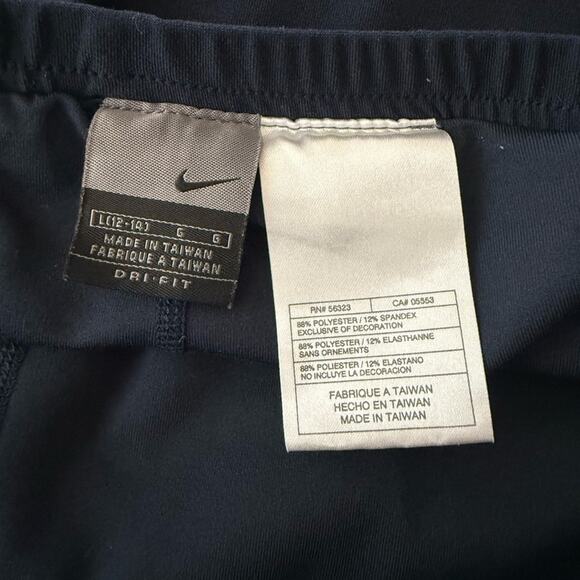 L(12-14) G G
MADE IN TAIWAN
FABRIQUE A TAIWAN
DRI-FIT
RN# 56323 CA# 05553
88% POLYESTER / 12% SPANDEX
EXCLUSIVE OF DECORATION
88% POLYESTER / 12% ELASTHANNE
SANS ORNEMENTS
88% POLIESTER / 12% ELASTANO
NO INCLUYE LA DECORACION
FABRIQUE A TAIWAN
HECHO EN TAIWAN
MADE IN TAIWAN